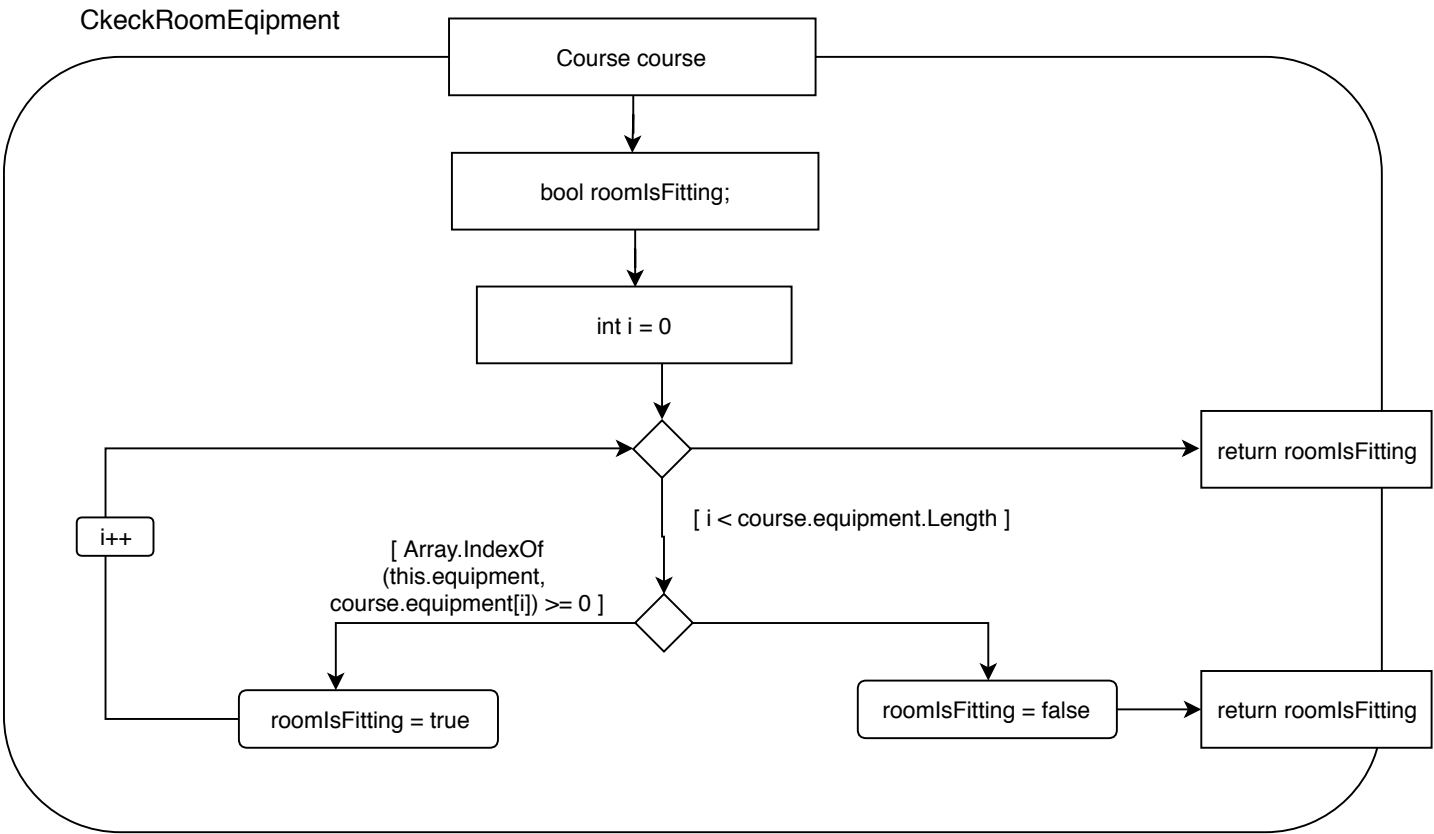 CkeckRoomEqipment
Course course
bool roomIsFitting;
int i = 0
return roomIsFitting
[ i < course.equipment.Length ]
i++
[ Array.IndexOf
(this.equipment,
course.equipment[i]) >= 0 ]
roomIsFitting = true
roomIsFitting = false
return roomIsFitting